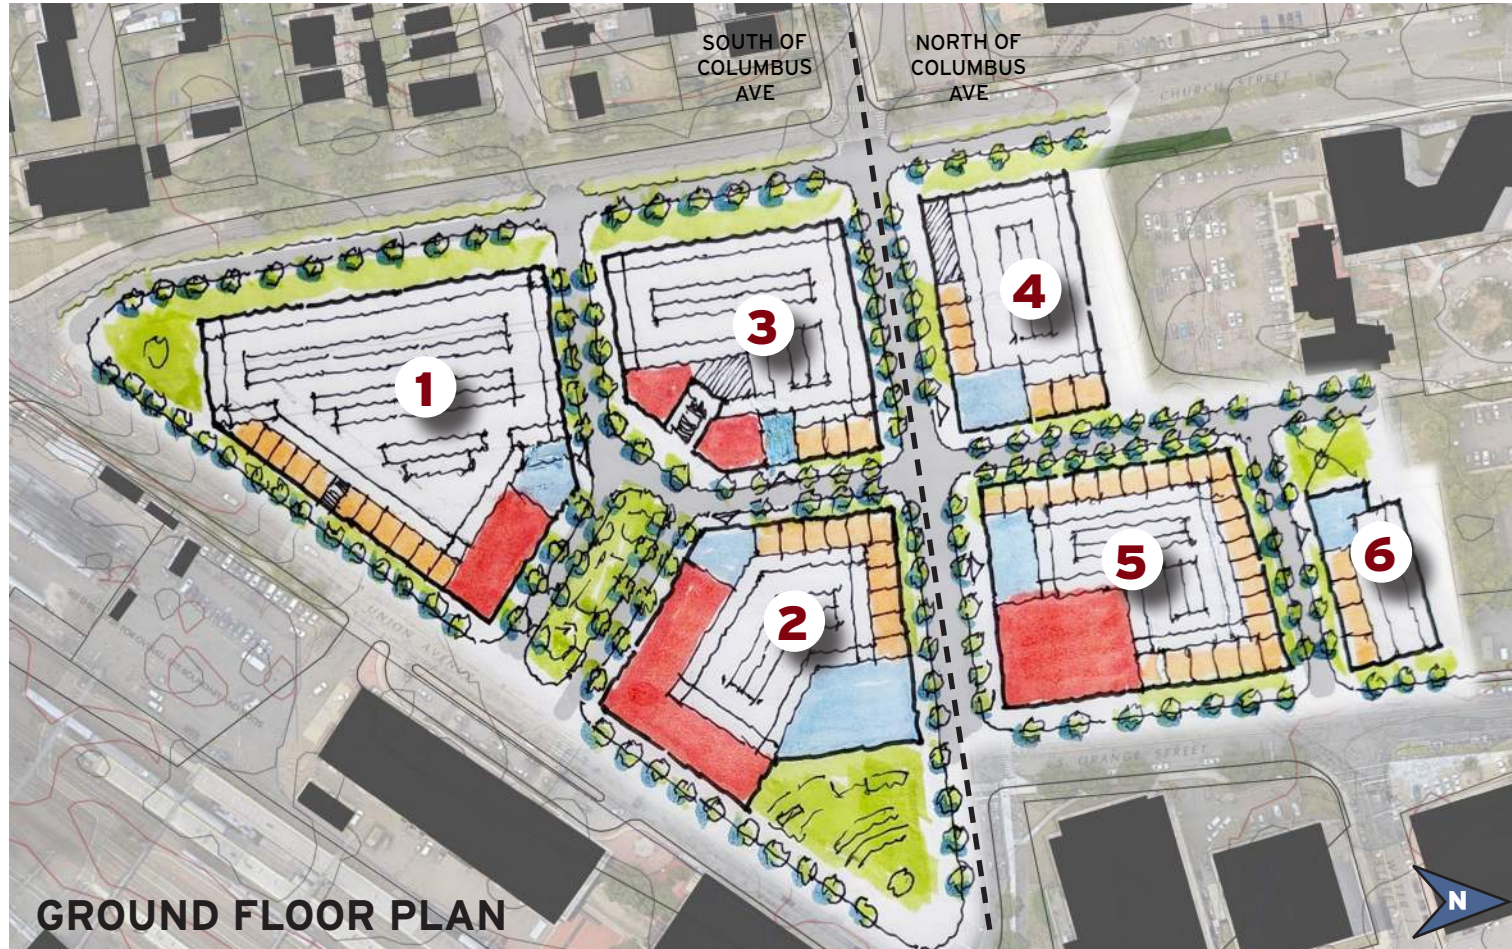 SOUTH OF
COLUMBUS
AVE
NORTH OF
COLUMBUS
AVE
CHURCH STREET
4
3
1
5
6
2
UNION AVENUE
S. ORANGE STREET
GROUND FLOOR PLAN
N